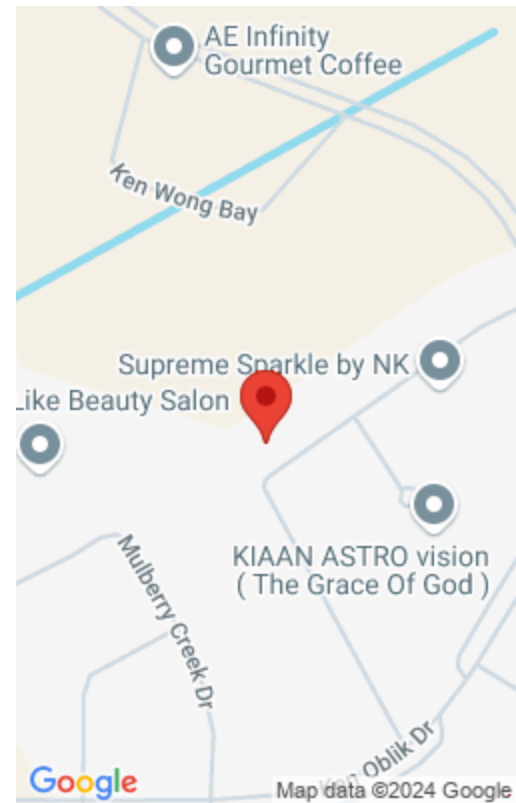 AE Infinity
Gourmet Coffee
Ken Wong Bay
Supreme Sparkle by NK
Like Beauty Salon
KIAAN ASTRO vision
( The Grace Of God )
Mulberry Creek Dr
Ken Oblik Dr
Google
Map data ©2024 Google